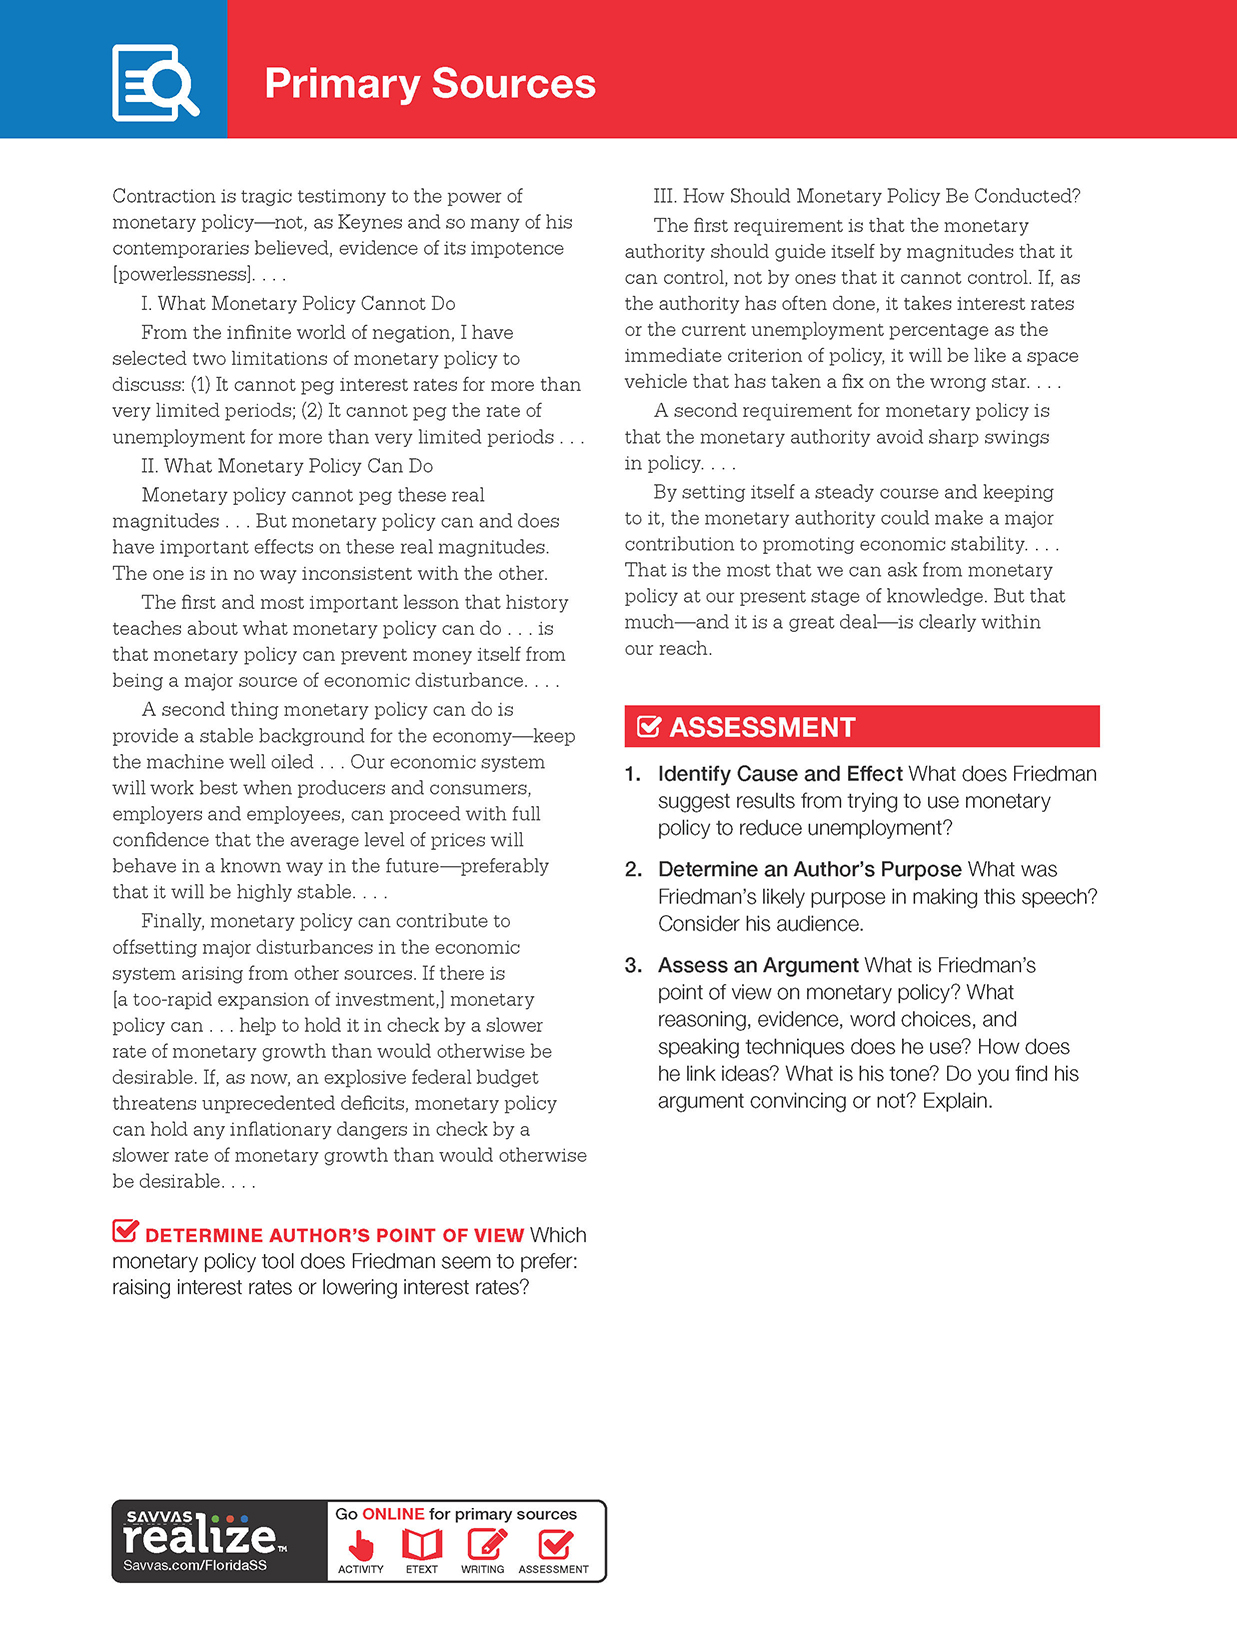 Primary Sources
Contraction is tragic testimony to the power of
monetary policy—not, as Keynes and so many of his
contemporaries believed, evidence of its impotence
[powerlessness]. . . .
I. What Monetary Policy Cannot Do
From the infinite world of negation, I have
selected two limitations of monetary policy to
discuss: (1) It cannot peg interest rates for more than
very limited periods; (2) It cannot peg the rate of
unemployment for more than very limited periods . . .
II. What Monetary Policy Can Do
Monetary policy cannot peg these real
magnitudes . . . But monetary policy can and does
have important effects on these real magnitudes.
The one is in no way inconsistent with the other.
The first and most important lesson that history
teaches about what monetary policy can do . . . is
that monetary policy can prevent money itself from
being a major source of economic disturbance. . . .
A second thing monetary policy can do is
provide a stable background for the economy—keep
the machine well oiled . . . Our economic system
will work best when producers and consumers,
employers and employees, can proceed with full
confidence that the average level of prices will
behave in a known way in the future—preferably
that it will be highly stable. . . .
Finally, monetary policy can contribute to
offsetting major disturbances in the economic
system arising from other sources. If there is
[a too-rapid expansion of investment,] monetary
policy can . . . help to hold it in check by a slower
rate of monetary growth than would otherwise be
desirable. If, as now, an explosive federal budget
threatens unprecedented deficits, monetary policy
can hold any inflationary dangers in check by a
slower rate of monetary growth than would otherwise
be desirable. . . .
DETERMINE AUTHOR'S POINT OF VIEW Which
monetary policy tool does Friedman seem to prefer:
raising interest rates or lowering interest rates?
III. How Should Monetary Policy Be Conducted?
The first requirement is that the monetary
authority should guide itself by magnitudes that it
can control, not by ones that it cannot control. If, as
the authority has often done, it takes interest rates
or the current unemployment percentage as the
immediate criterion of policy, it will be like a space
vehicle that has taken a fix on the wrong star. . . .
A second requirement for monetary policy is
that the monetary authority avoid sharp swings
in policy. . . .
By setting itself a steady course and keeping
to it, the monetary authority could make a major
contribution to promoting economic stability. . . .
That is the most that we can ask from monetary
policy at our present stage of knowledge. But that
much—and it is a great deal—is clearly within
our reach.
ASSESSMENT
1. Identify Cause and Effect What does Friedman
suggest results from trying to use monetary
policy to reduce unemployment?
2. Determine an Author's Purpose What was
Friedman's likely purpose in making this speech?
Consider his audience.
3. Assess an Argument What is Friedman's
point of view on monetary policy? What
reasoning, evidence, word choices, and
speaking techniques does he use? How does
he link ideas? What is his tone? Do you find his
argument convincing or not? Explain.
SAVVAS
realize™
Savvas.com/FloridaSS
Go ONLINE for primary sources
ACTIVITY ETEXT WRITING ASSESSMENT